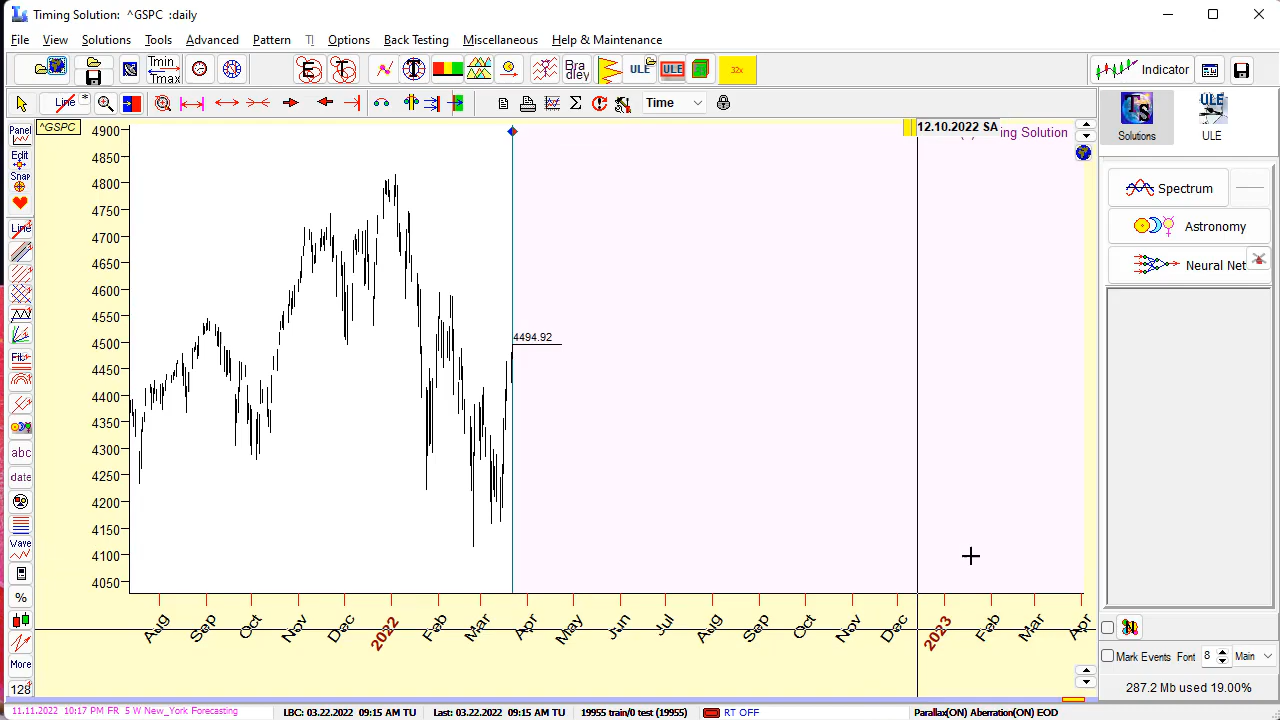 Timing Solution: ^GSPC :daily
File View Solutions Tools Advanced Pattern TI Options Back Testing Miscellaneous Help & Maintenance
Tmin
Tmax
E T
T
Bra
dley
ULE
ULE
32x
Indicator
Line *
Time
^GSPC
12.10.2022 SA
ing Solution
Panel
Edit
Snap
Line
Fib
abc
date
Wave
%
More
128
4900
4850
4800
4750
4700
4650
4600
4550
4500
4450
4400
4350
4300
4250
4200
4150
4100
4050
4494.92
Aug Sep Oct Nov Dec 2022 Feb Mar Apr May Jun Jul Aug Sep Oct Nov Dec 2023 Feb Mar Apr
TS
Solutions
ULE
ULE
Spectrum
Astronomy
Neural Net
N
Mark Events Font 8 Main
287.2 Mb used 19.00%
11.11.2022 10:17 PM FR 5 W New_York Forecasting LBC: 03.22.2022 09:15 AM TU Last: 03.22.2022 09:15 AM TU 19955 train/0 test (19955) RT OFF Parallax(ON) Aberration(ON) EOD